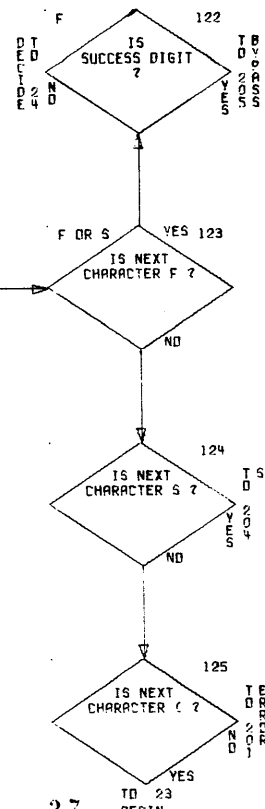 F 122
IS
SUCCESS DIGIT
?
DECIDE
TO 24
NO
YES
TO 205
BYPASS
F OR S YES 123
IS NEXT
CHARACTER F ?
NO
124
IS NEXT
CHARACTER S ?
YES
TO 204
S
NO
125
IS NEXT
CHARACTER ( ?
NO
TO 201
ERROR
YES
TO 23
BEGIN
2.7